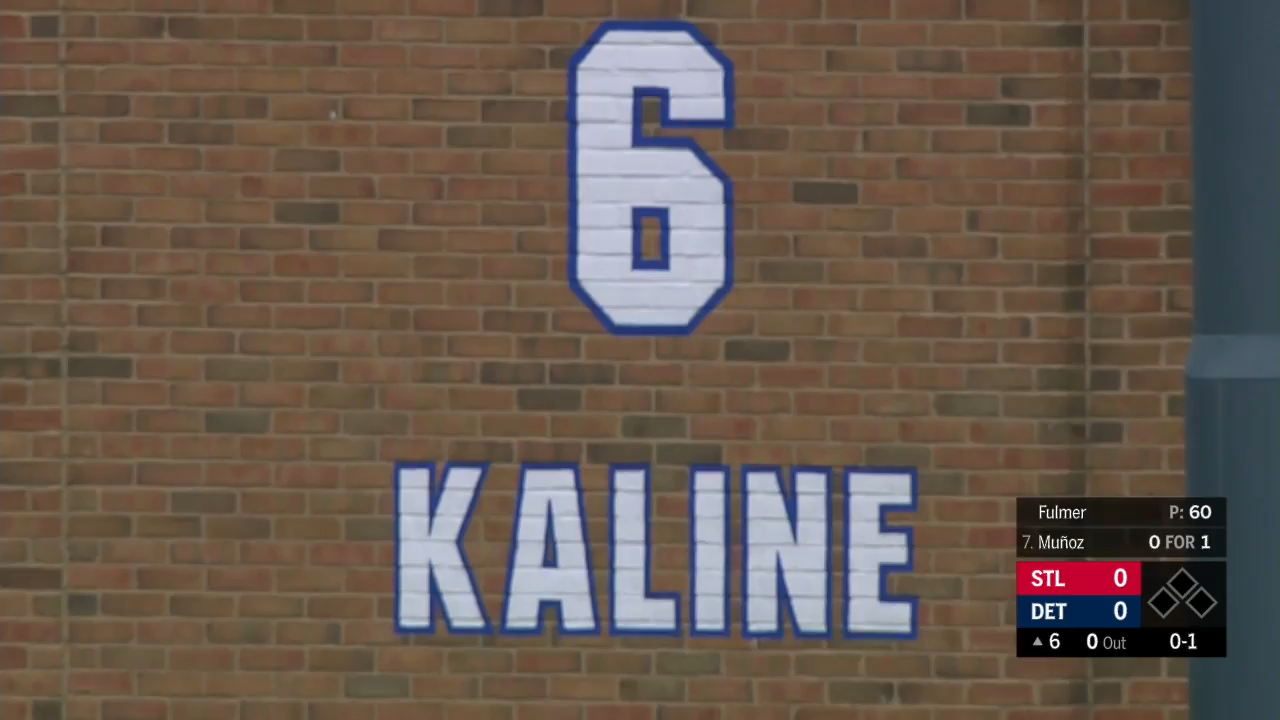 6
KALINE
Fulmer P: 60
7. Muñoz 0 FOR 1
STL 0
DET 0
▲ 6 0 Out 0-1